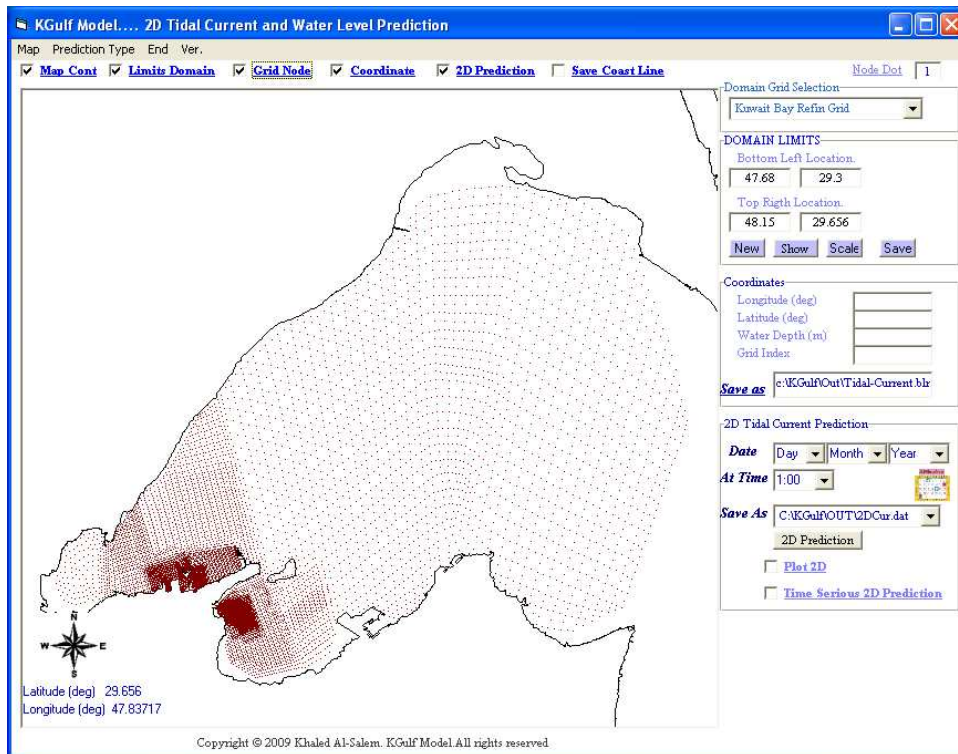 KGulf Model.... 2D Tidal Current and Water Level Prediction
Map Prediction Type End Ver.
Map Cont Limits Domain Grid Node Coordinate 2D Prediction Save Coast Line Node Dot 1
Domain Grid Selection
Kuwait Bay Refin Grid
DOMAIN LIMITS
Bottom Left Location.
47.68 29.3
Top Rigth Location.
48.15 29.656
New Show Scale Save
Coordinates
Longitude (deg)
Latitude (deg)
Water Depth (m)
Grid Index
Save as c:\KGulf\Out\Tidal-Current.blr
2D Tidal Current Prediction
Date Day Month Year
At Time 1:00
Save As C:\KGulf\OUT\2DCur.dat
2D Prediction
Plot 2D
Time Serious 2D Prediction
N
W E
S
Latitude (deg) 29.656
Longitude (deg) 47.83717
Copyright © 2009 Khaled Al-Salem. KGulf Model.All rights reserved